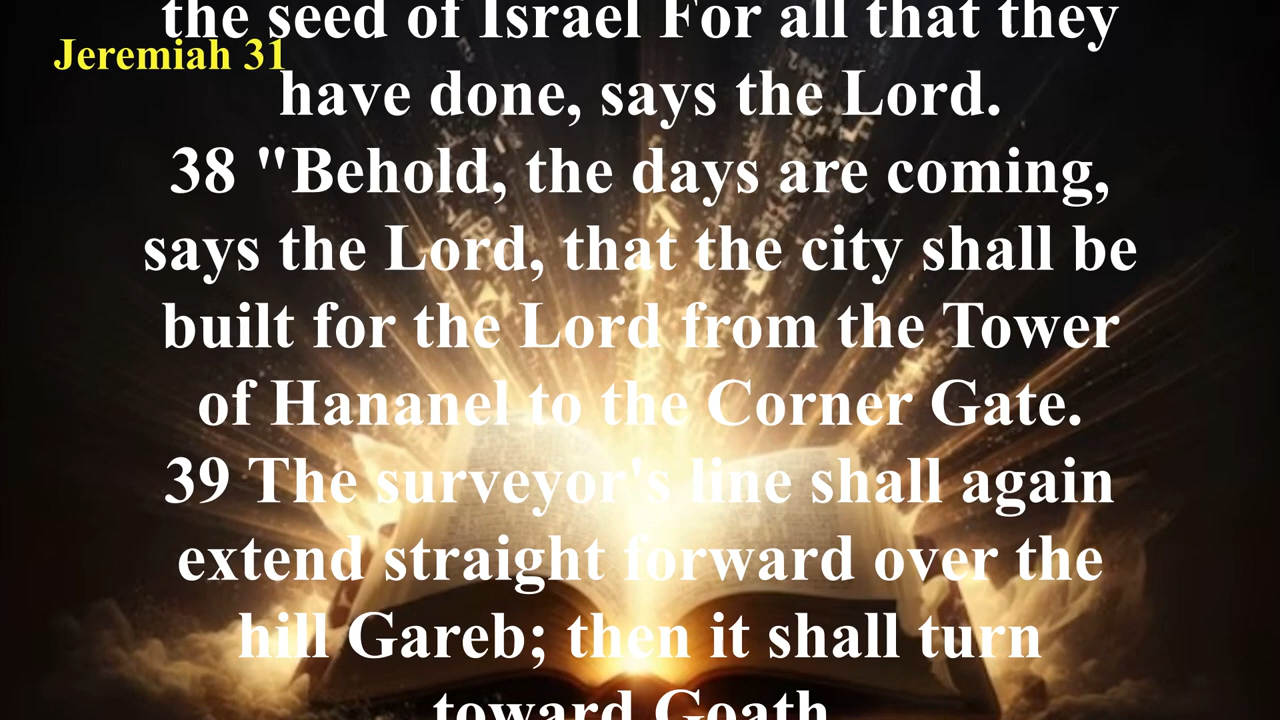 the seed of Israel For all that they
Jeremiah 31
have done, says the Lord.
38 "Behold, the days are coming,
says the Lord, that the city shall be
built for the Lord from the Tower
of Hananel to the Corner Gate.
39 The surveyor's line shall again
extend straight forward over the
hill Gareb; then it shall turn
toward Goath